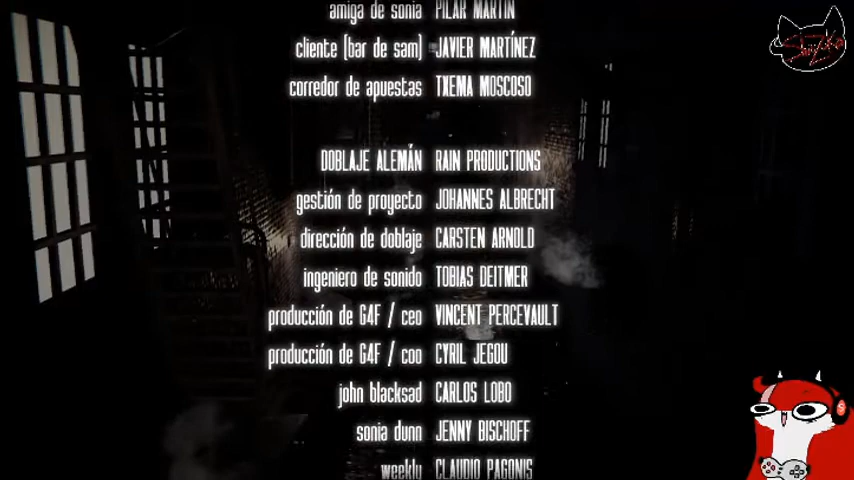 amiga de sonia PILAR MARTÍN
cliente (bar de sam) JAVIER MARTÍNEZ
corredor de apuestas TXEMA MOSCOSO
DOBLAJE ALEMÁN RAIN PRODUCTIONS
gestión de proyecto JOHANNES ALBRECHT
dirección de doblaje CARSTEN ARNOLD
ingeniero de sonido TOBIAS DEITMER
producción de G4F / ceo VINCENT PERCEVAULT
producción de G4F / coo CYRIL JEGOU
john blacksad CARLOS LOBO
sonia dunn JENNY BISCHOFF
weekly CLAUDIO PAGONIS